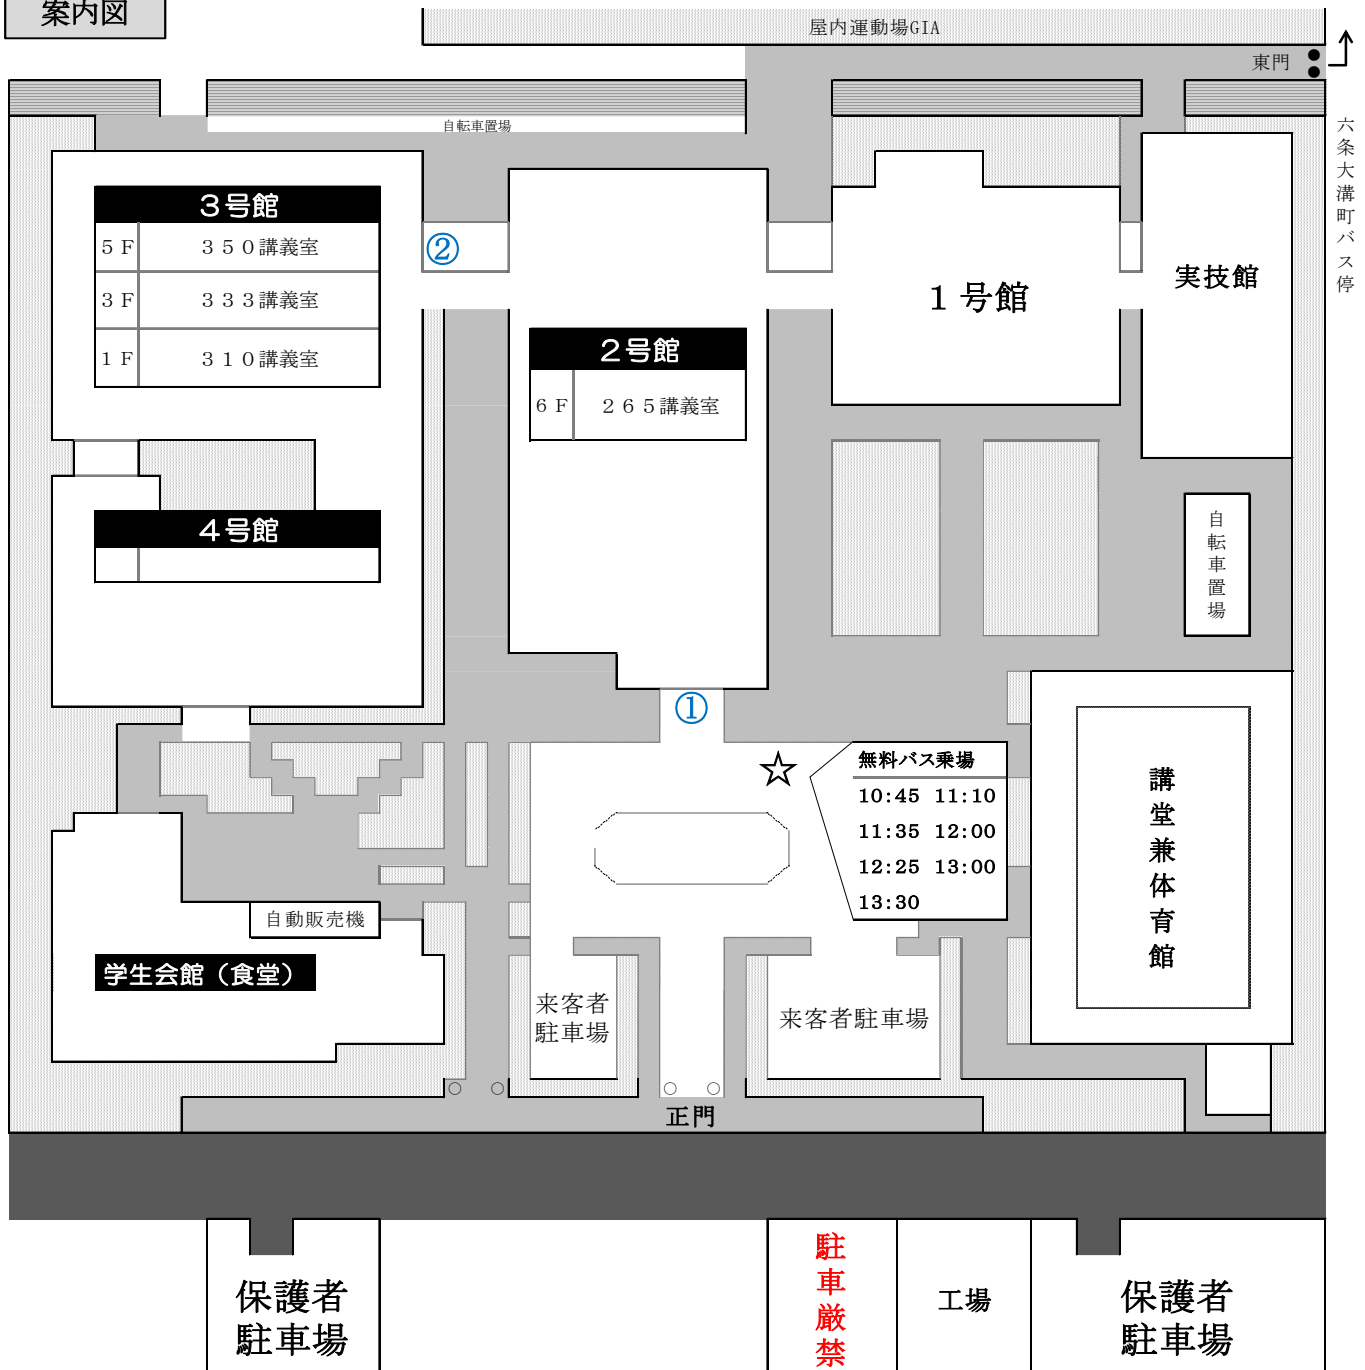 案内図
屋内運動場GIA
東門
六条大溝町バス停
自転車置場
3号館
5F 350講義室
3F 333講義室
1F 310講義室
②
1号館
実技館
2号館
6F 265講義室
4号館
自転車置場
①
☆
無料バス乗場
10:45 11:10
11:35 12:00
12:25 13:00
13:30
講堂兼体育館
自動販売機
学生会館（食堂）
来客者
駐車場
来客者駐車場
正門
保護者
駐車場
駐車厳禁
工場
保護者
駐車場